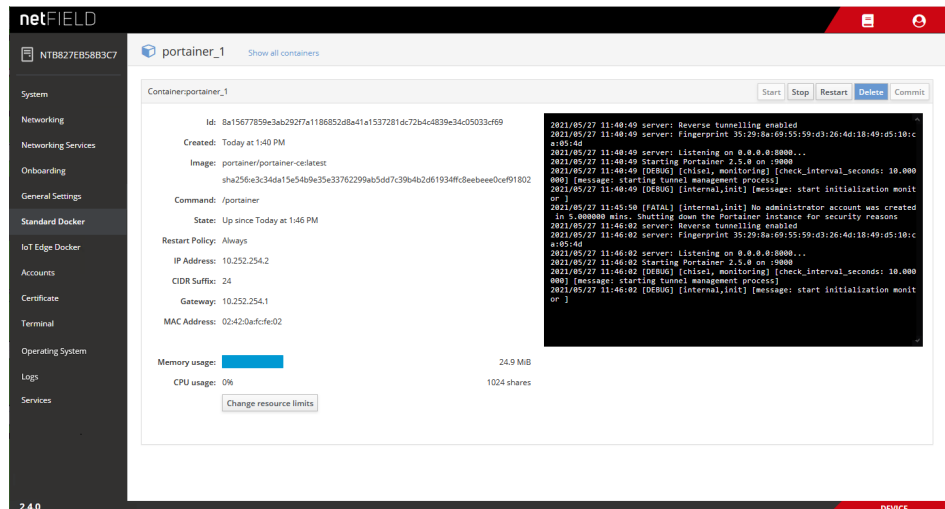 netFIELD
NTB827EB58B3C7
portainer_1 Show all containers
System
Networking
Networking Services
Onboarding
General Settings
Standard Docker
IoT Edge Docker
Accounts
Certificate
Terminal
Operating System
Logs
Services
2.4.0
Container:portainer_1
Start Stop Restart Delete Commit
Id: 8a15677859e3ab292f7a1186852d8a41a1537281dc72b4c4839e34c05033cf69
Created: Today at 1:40 PM
Image: portainer/portainer-ce:latest
sha256:e3c34da15e54b9e35e33762299ab5dd7c39b4b2d61934ffc8eebeee0cef91802
Command: /portainer
State: Up since Today at 1:46 PM
Restart Policy: Always
IP Address: 10.252.254.2
CIDR Suffix: 24
Gateway: 10.252.254.1
MAC Address: 02:42:0a:fc:fe:02
Memory usage: 24.9 MiB
CPU usage: 0% 1024 shares
Change resource limits
2021/05/27 11:40:49 server: Reverse tunnelling enabled
2021/05/27 11:40:49 server: Fingerprint 35:29:8a:69:55:59:d3:26:4d:18:49:d5:10:c
a:05:4d
2021/05/27 11:40:49 server: Listening on 0.0.0.0:8000...
2021/05/27 11:40:49 Starting Portainer 2.5.0 on :9000
2021/05/27 11:40:49 [DEBUG] [chisel, monitoring] [check_interval_seconds: 10.000
000] [message: starting tunnel management process]
2021/05/27 11:40:49 [DEBUG] [internal,init] [message: start initialization monit
or ]
2021/05/27 11:45:50 [FATAL] [internal,init] No administrator account was created
in 5.000000 mins. Shutting down the Portainer instance for security reasons
2021/05/27 11:46:02 server: Reverse tunnelling enabled
2021/05/27 11:46:02 server: Fingerprint 35:29:8a:69:55:59:d3:26:4d:18:49:d5:10:c
a:05:4d
2021/05/27 11:46:02 server: Listening on 0.0.0.0:8000...
2021/05/27 11:46:02 Starting Portainer 2.5.0 on :9000
2021/05/27 11:46:02 [DEBUG] [chisel, monitoring] [check_interval_seconds: 10.000
000] [message: starting tunnel management process]
2021/05/27 11:46:02 [DEBUG] [internal,init] [message: start initialization monit
or ]
DEVICE